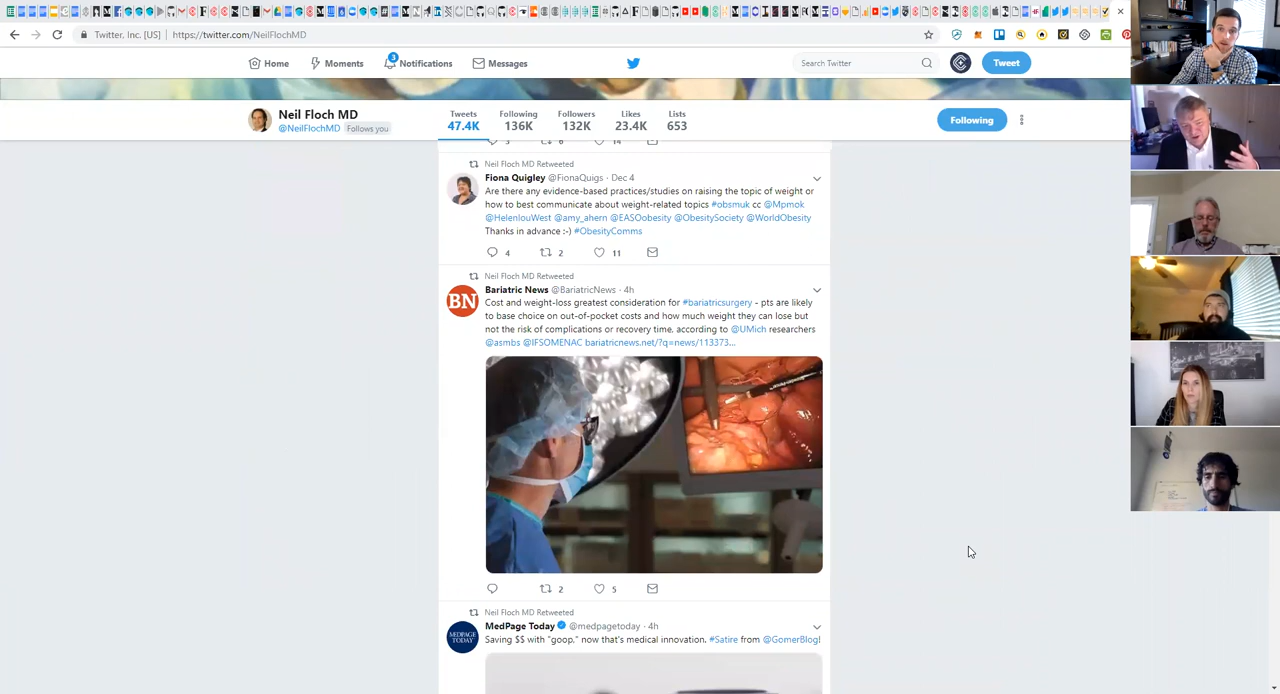 Twitter, Inc. [US] | https://twitter.com/NeilFlochMD
Home Moments 3 Notifications Messages Search Twitter Tweet
Neil Floch MD
@NeilFlochMD Follows you
Tweets Following Followers Likes Lists
47.4K 136K 132K 23.4K 653
Following
3 6 14
Neil Floch MD Retweeted
Fiona Quigley @FionaQuigs · Dec 4
Are there any evidence-based practices/studies on raising the topic of weight or
how to best communicate about weight-related topics #obsmuk cc @Mpmok
@HelenlouWest @amy_ahern @EASOobesity @ObesitySociety @WorldObesity
Thanks in advance :-) #ObesityComms
4 2 11
Neil Floch MD Retweeted
BN
Bariatric News @BariatricNews · 4h
Cost and weight-loss greatest consideration for #bariatricsurgery - pts are likely
to base choice on out-of-pocket costs and how much weight they can lose but
not the risk of complications or recovery time, according to @UMich researchers
@asmbs @IFSOMENAC bariatricnews.net/?q=news/113373...
2 5
Neil Floch MD Retweeted
MEDPAGE
TODAY
MedPage Today @medpagetoday · 4h
Saving $$ with "goop," now that's medical innovation. #Satire from @GomerBlog!